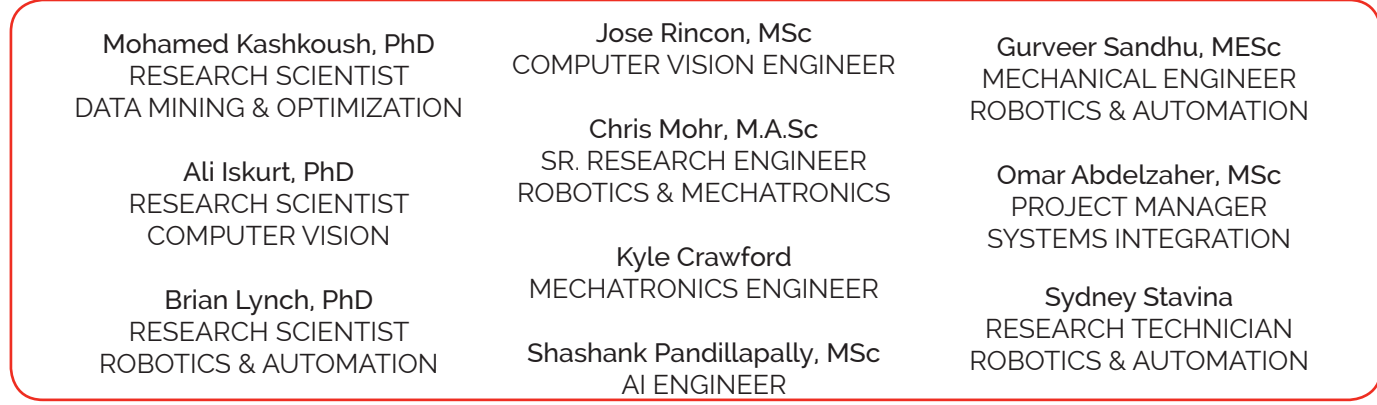 Mohamed Kashkoush, PhD
RESEARCH SCIENTIST
DATA MINING & OPTIMIZATION
Ali Iskurt, PhD
RESEARCH SCIENTIST
COMPUTER VISION
Brian Lynch, PhD
RESEARCH SCIENTIST
ROBOTICS & AUTOMATION
Jose Rincon, MSc
COMPUTER VISION ENGINEER
Chris Mohr, M.A.Sc
SR. RESEARCH ENGINEER
ROBOTICS & MECHATRONICS
Kyle Crawford
MECHATRONICS ENGINEER
Shashank Pandillapally, MSc
AI ENGINEER
Gurveer Sandhu, MESc
MECHANICAL ENGINEER
ROBOTICS & AUTOMATION
Omar Abdelzaher, MSc
PROJECT MANAGER
SYSTEMS INTEGRATION
Sydney Stavina
RESEARCH TECHNICIAN
ROBOTICS & AUTOMATION